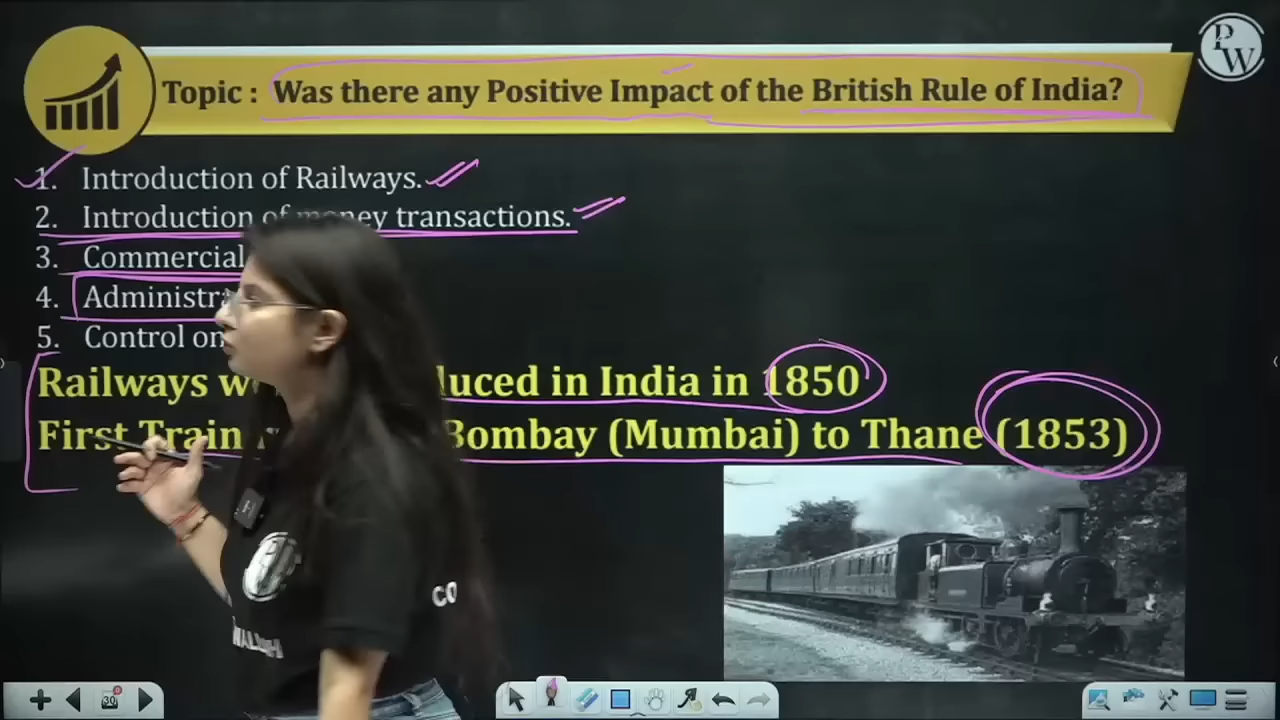 PW
Topic : Was there any Positive Impact of the British Rule of India?
1. Introduction of Railways.
2. Introduction of money transactions.
3. Commercial
4.
5. Control on
Railways in India in 1850
First Train Bombay (Mumbai) to Thane (1853)
30